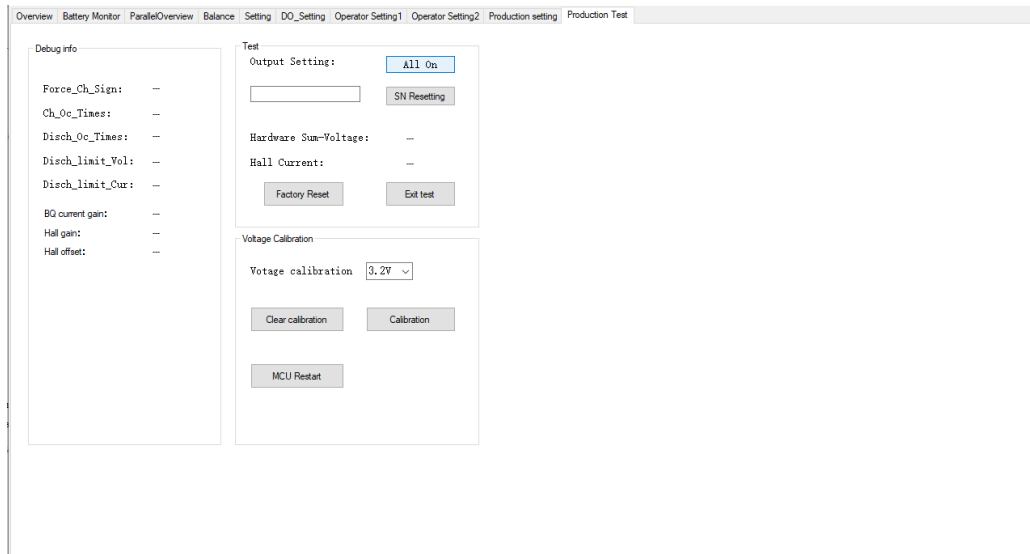 Overview Battery Monitor ParallelOverview Balance Setting DO_Setting Operator Setting1 Operator Setting2 Production setting Production Test
Debug info
Force_Ch_Sign: --
Ch_Oc_Times: --
Disch_Oc_Times: --
Disch_limit_Vol: --
Disch_limit_Cur: --
BQ current gain: --
Hall gain: --
Hall offset: --
Test
Output Setting: All On
SN Resetting
Hardware Sum-Voltage: --
Hall Current: --
Factory Reset Exit test
Voltage Calibration
Votage calibration 3.2V
Clear calibration Calibration
MCU Restart